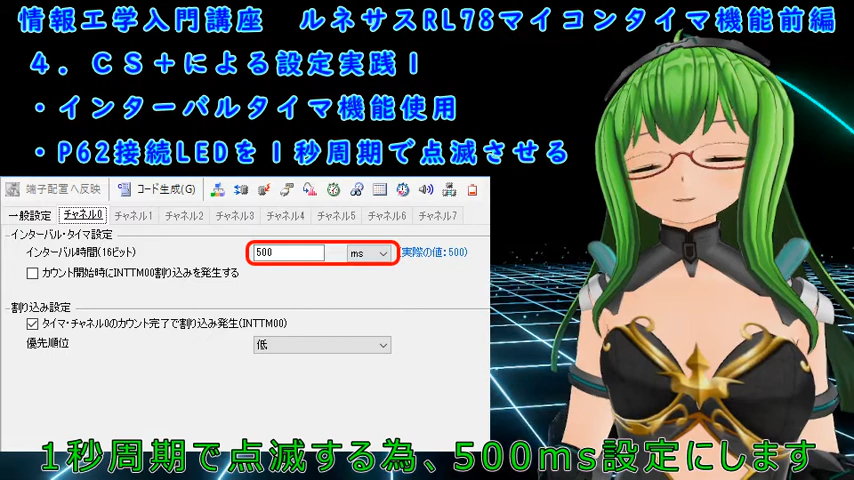 情報工学入門講座　ルネサスRL78マイコンタイマ機能前編
４．ＣＳ＋による設定実践１
・インターバルタイマ機能使用
・P62接続LEDを１秒周期で点滅させる
端子配置へ反映　コード生成(G)
一般設定　チャネル0　チャネル1　チャネル2　チャネル3　チャネル4　チャネル5　チャネル6　チャネル7
インターバル・タイマ設定
インターバル時間(16ビット)　500　ms　(実際の値:500)
カウント開始時にINTTM00割り込みを発生する
割り込み設定
タイマ・チャネル0のカウント完了で割り込み発生(INTTM00)
優先順位　低
1秒周期で点滅する為、500ms設定にします